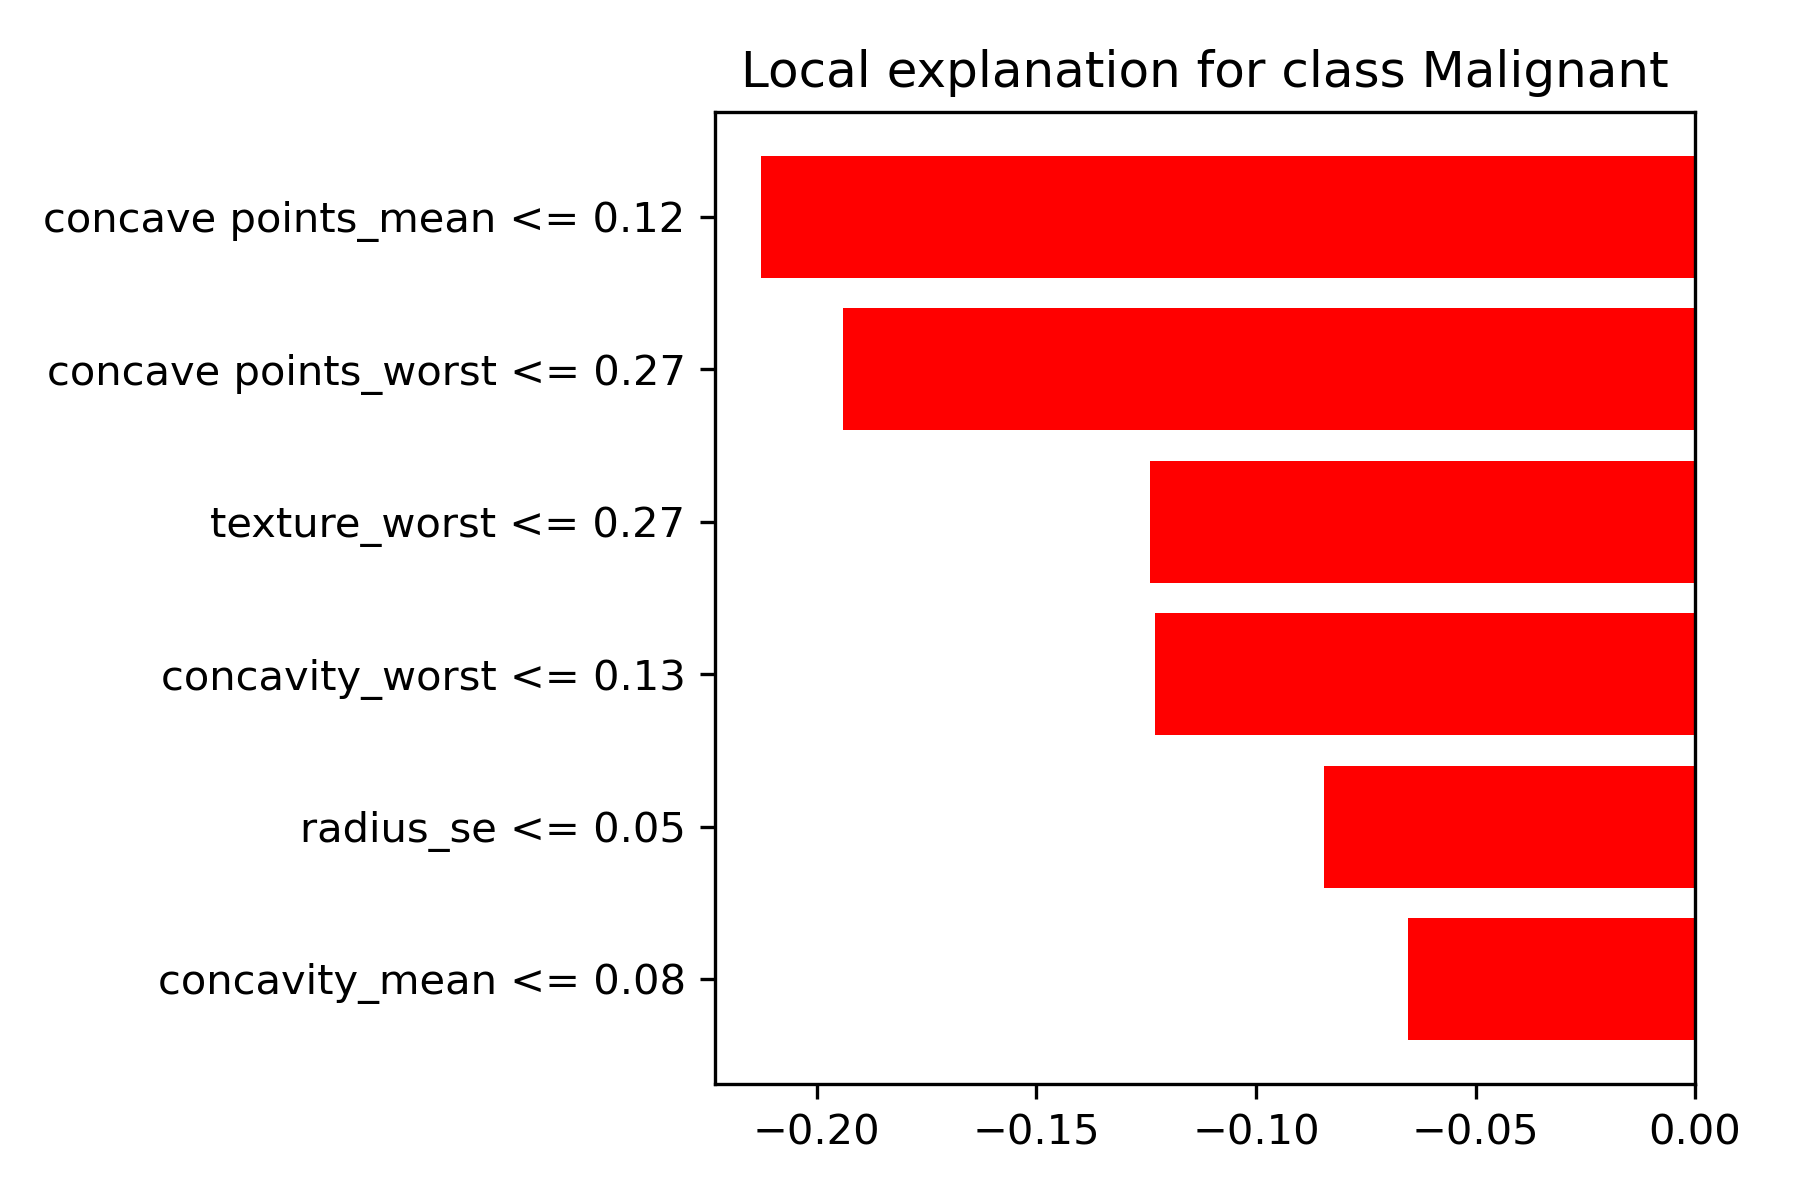 Local explanation for class Malignant
concave points_mean <= 0.12
concave points_worst <= 0.27
texture_worst <= 0.27
concavity_worst <= 0.13
radius_se <= 0.05
concavity_mean <= 0.08
−0.20 −0.15 −0.10 −0.05 0.00